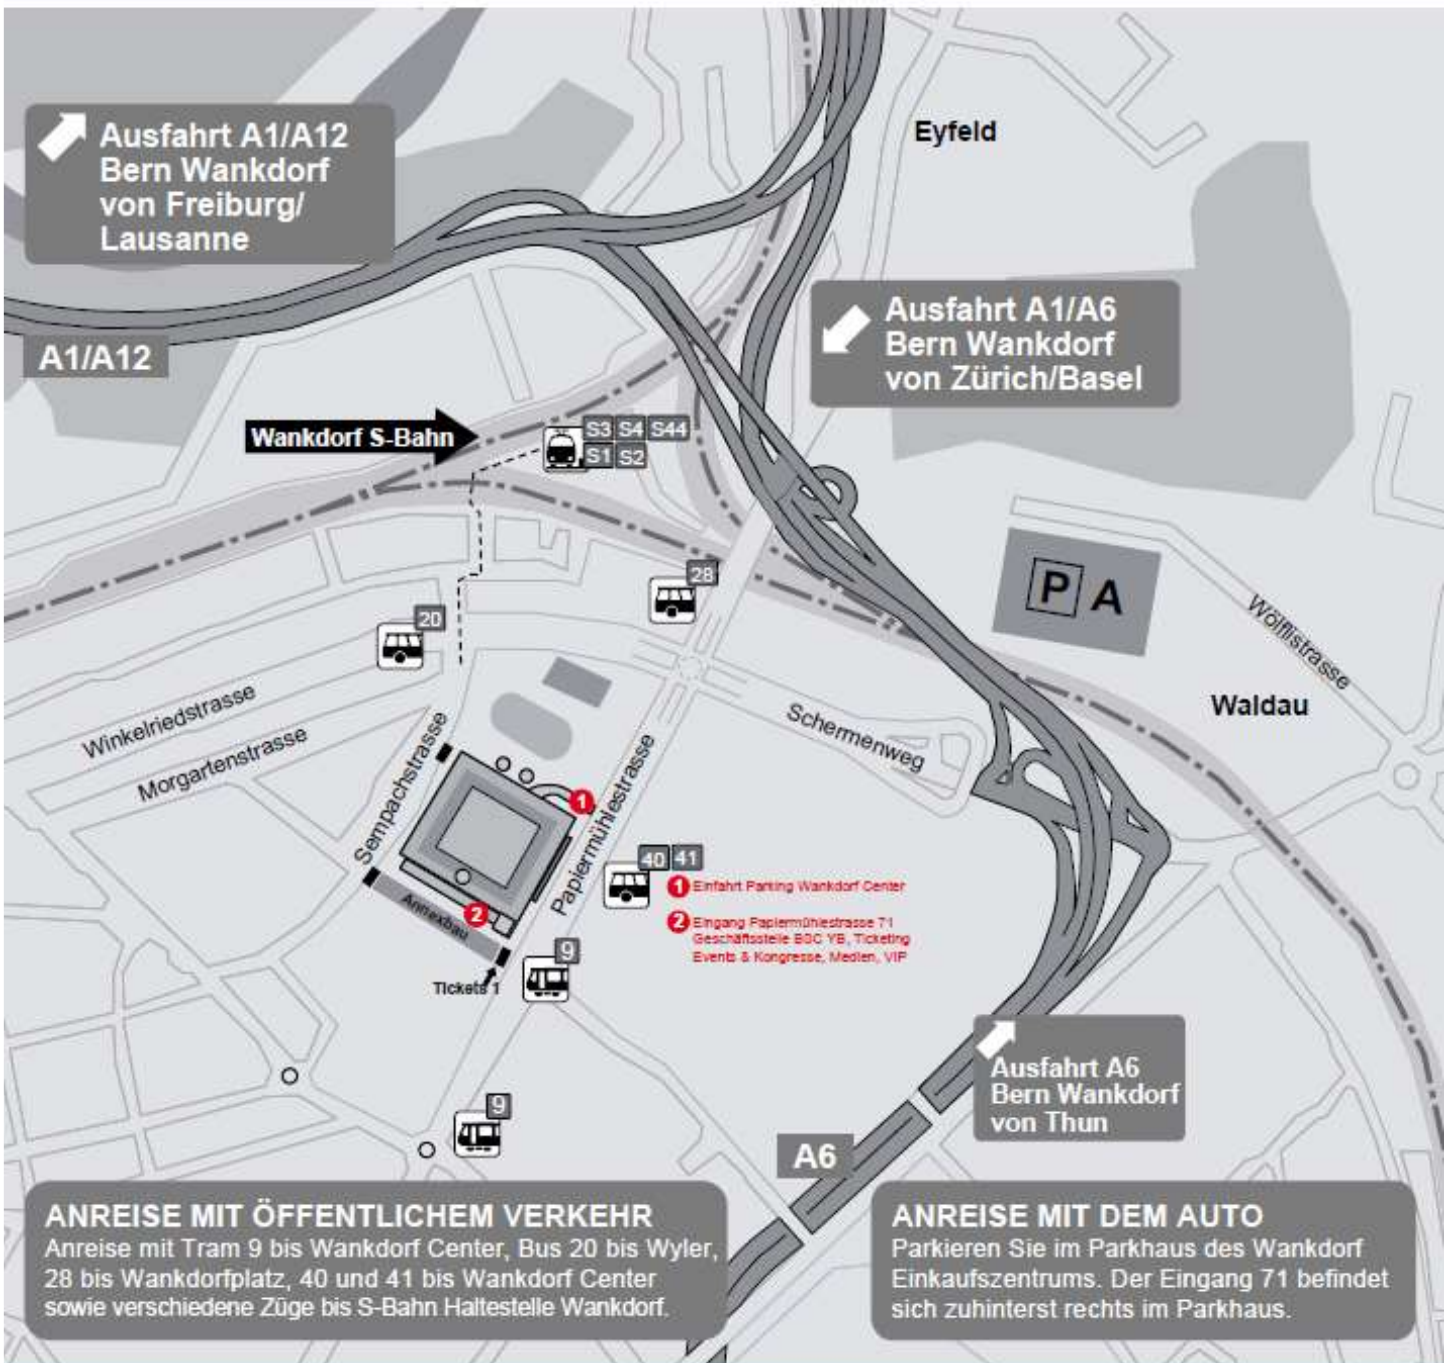 Eyfeld
Ausfahrt A1/A12
Bern Wankdorf
von Freiburg/
Lausanne
Ausfahrt A1/A6
Bern Wankdorf
von Zürich/Basel
A1/A12
Wankdorf S-Bahn
S3 S4 S44
S1 S2
28
20
P A
Wölflistrasse
Waldau
Winkelriedstrasse
Morgartenstrasse
Sempachstrasse
Papiermühlestrasse
Schermenweg
1
40 41
1 Einfahrt Parking Wankdorf Center
2 Eingang Papiermühlestrasse 71
Geschäftsstelle BSC YB, Ticketing
Events & Kongresse, Medien, VIP
2
Annexbau
9
Tickets 1
Ausfahrt A6
Bern Wankdorf
von Thun
9
A6
ANREISE MIT ÖFFENTLICHEM VERKEHR
Anreise mit Tram 9 bis Wankdorf Center, Bus 20 bis Wyler,
28 bis Wankdorfplatz, 40 und 41 bis Wankdorf Center
sowie verschiedene Züge bis S-Bahn Haltestelle Wankdorf.
ANREISE MIT DEM AUTO
Parkieren Sie im Parkhaus des Wankdorf
Einkaufszentrums. Der Eingang 71 befindet
sich zuhinterst rechts im Parkhaus.